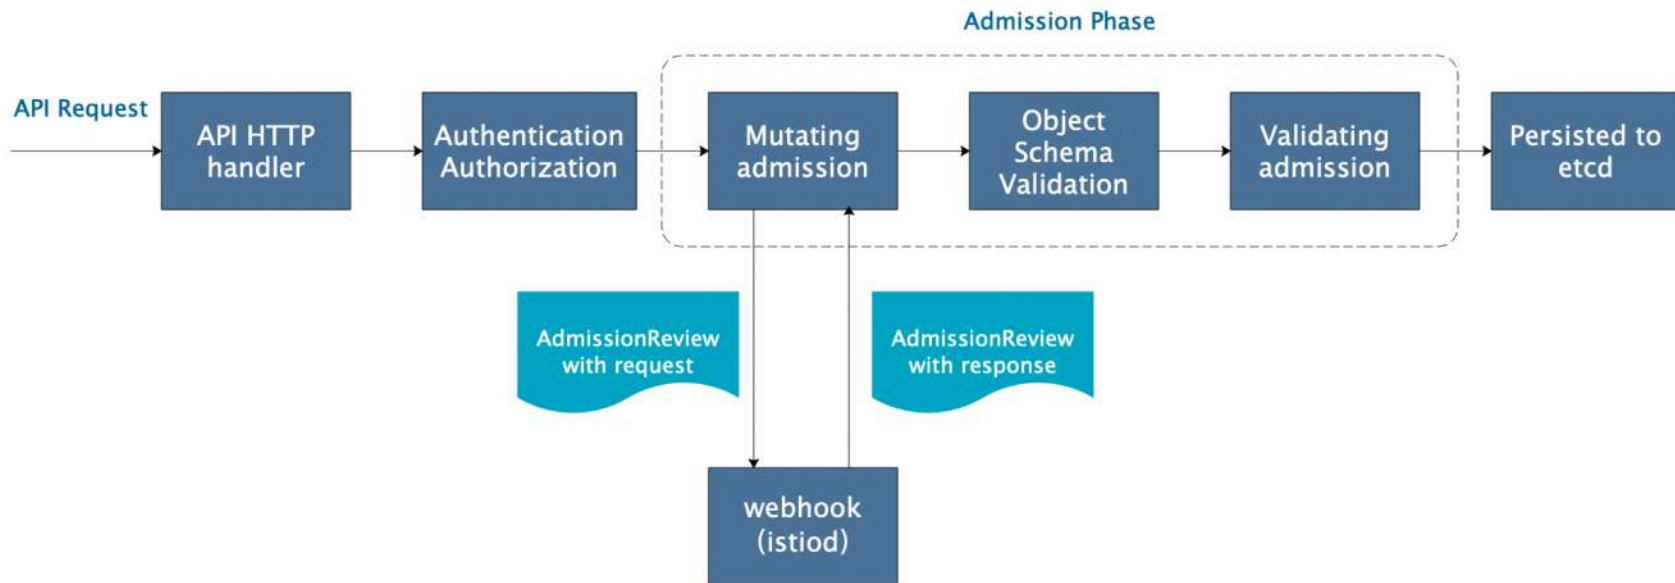 Admission Phase
API Request
API HTTP
handler
Authentication
Authorization
Mutating
admission
Object
Schema
Validation
Validating
admission
Persisted to
etcd
AdmissionReview
with request
AdmissionReview
with response
webhook
(istiod)